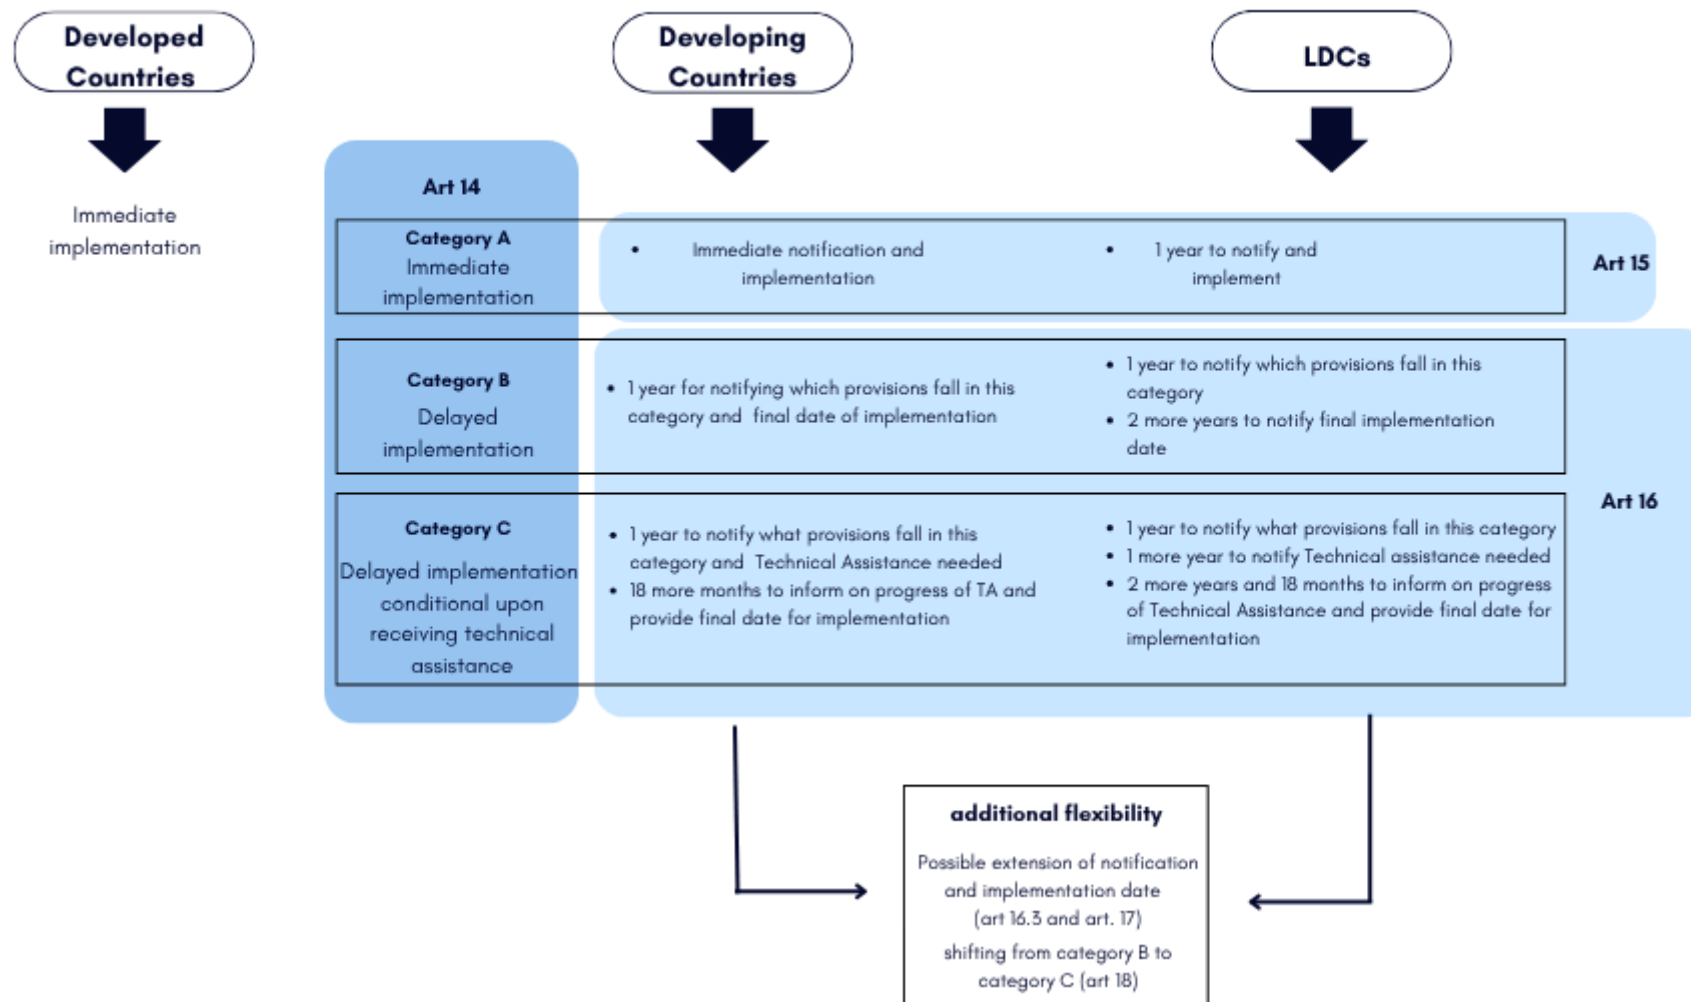 Developed
Countries
Developing
Countries
LDCs
Immediate
implementation
Art 14
Category A
Immediate
implementation
Immediate notification and
implementation
1 year to notify and
implement
Art 15
Category B
Delayed
implementation
1 year for notifying which provisions fall in this
category and final date of implementation
1 year to notify which provisions fall in this
category
2 more years to notify final implementation
date
Art 16
Category C
Delayed implementation
conditional upon
receiving technical
assistance
1 year to notify what provisions fall in this
category and Technical Assistance needed
18 more months to inform on progress of TA and
provide final date for implementation
1 year to notify what provisions fall in this category
1 more year to notify Technical assistance needed
2 more years and 18 months to inform on progress
of Technical Assistance and provide final date for
implementation
additional flexibility
Possible extension of notification
and implementation date
(art 16.3 and art. 17)
shifting from category B to
category C (art 18)